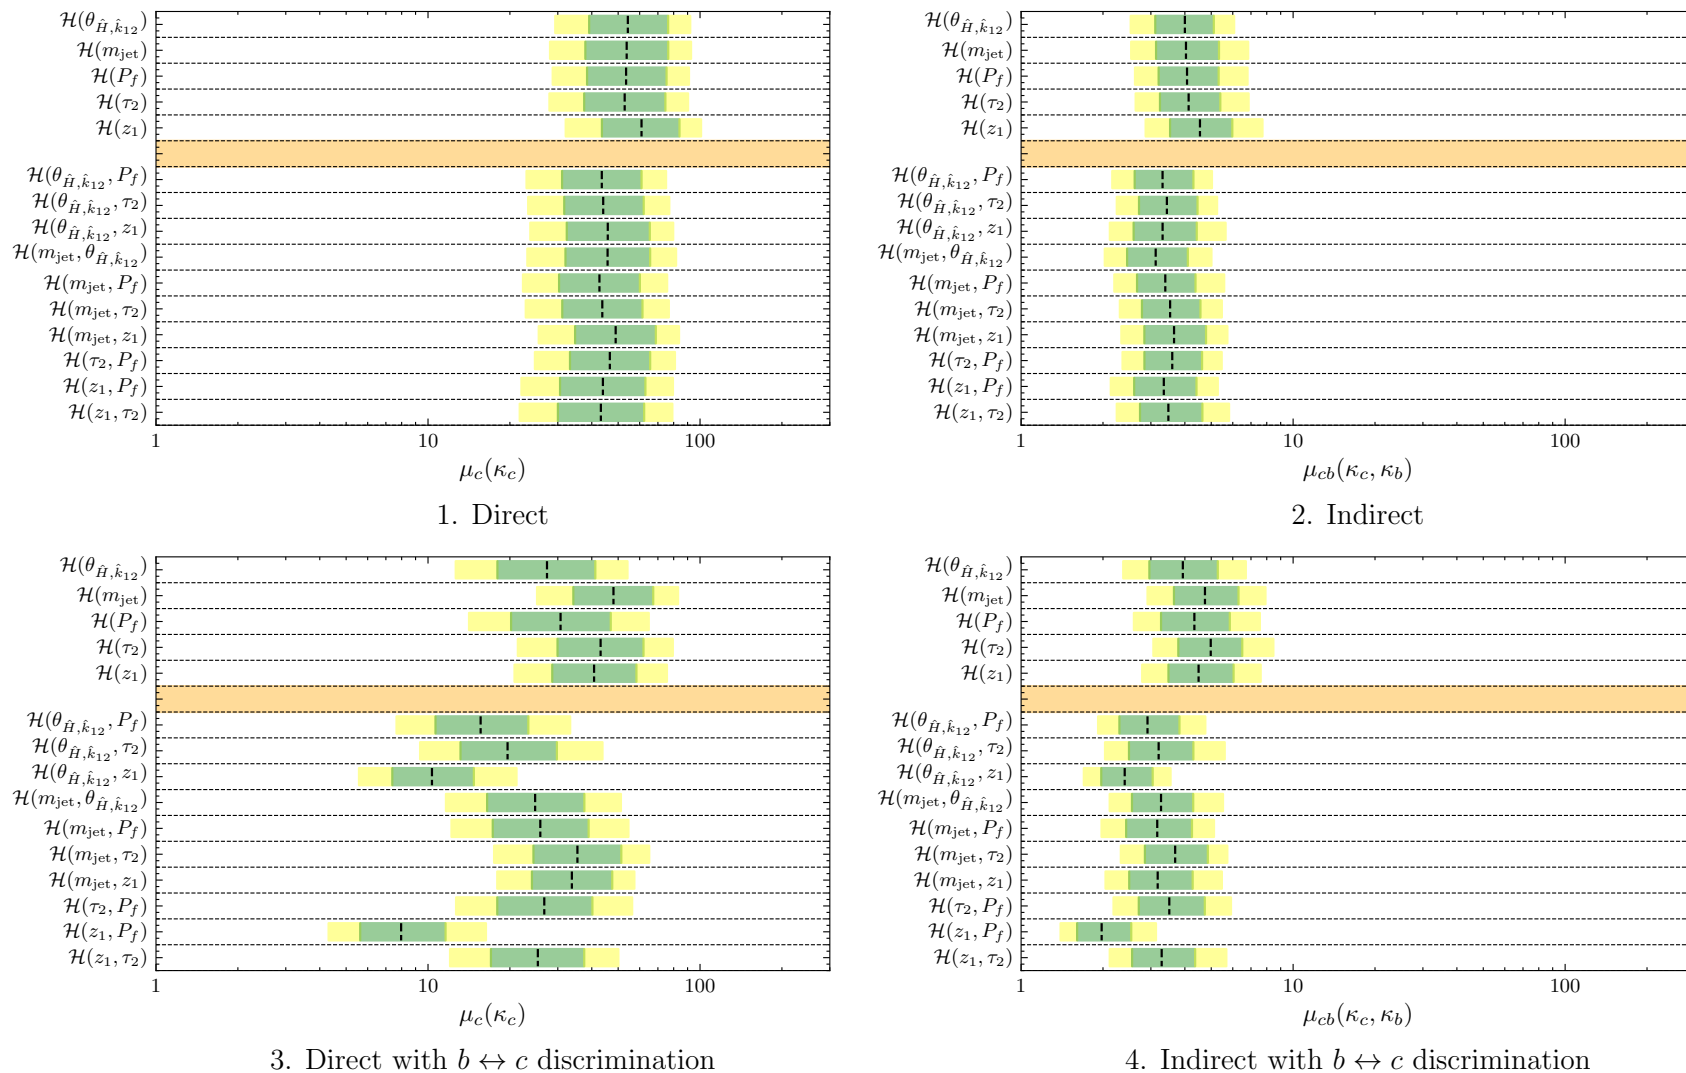 H(θ_{Ĥ,k̂₁₂})
H(m_jet)
H(P_f)
H(τ₂)
H(z₁)
H(θ_{Ĥ,k̂₁₂}, P_f)
H(θ_{Ĥ,k̂₁₂}, τ₂)
H(θ_{Ĥ,k̂₁₂}, z₁)
H(m_jet, θ_{Ĥ,k̂₁₂})
H(m_jet, P_f)
H(m_jet, τ₂)
H(m_jet, z₁)
H(τ₂, P_f)
H(z₁, P_f)
H(z₁, τ₂)
1 10 100
μ_c(κ_c)
1. Direct
H(θ_{Ĥ,k̂₁₂})
H(m_jet)
H(P_f)
H(τ₂)
H(z₁)
H(θ_{Ĥ,k̂₁₂}, P_f)
H(θ_{Ĥ,k̂₁₂}, τ₂)
H(θ_{Ĥ,k̂₁₂}, z₁)
H(m_jet, θ_{Ĥ,k̂₁₂})
H(m_jet, P_f)
H(m_jet, τ₂)
H(m_jet, z₁)
H(τ₂, P_f)
H(z₁, P_f)
H(z₁, τ₂)
1 10 100
μ_cb(κ_c, κ_b)
2. Indirect
H(θ_{Ĥ,k̂₁₂})
H(m_jet)
H(P_f)
H(τ₂)
H(z₁)
H(θ_{Ĥ,k̂₁₂}, P_f)
H(θ_{Ĥ,k̂₁₂}, τ₂)
H(θ_{Ĥ,k̂₁₂}, z₁)
H(m_jet, θ_{Ĥ,k̂₁₂})
H(m_jet, P_f)
H(m_jet, τ₂)
H(m_jet, z₁)
H(τ₂, P_f)
H(z₁, P_f)
H(z₁, τ₂)
1 10 100
μ_c(κ_c)
3. Direct with b ↔ c discrimination
H(θ_{Ĥ,k̂₁₂})
H(m_jet)
H(P_f)
H(τ₂)
H(z₁)
H(θ_{Ĥ,k̂₁₂}, P_f)
H(θ_{Ĥ,k̂₁₂}, τ₂)
H(θ_{Ĥ,k̂₁₂}, z₁)
H(m_jet, θ_{Ĥ,k̂₁₂})
H(m_jet, P_f)
H(m_jet, τ₂)
H(m_jet, z₁)
H(τ₂, P_f)
H(z₁, P_f)
H(z₁, τ₂)
1 10 100
μ_cb(κ_c, κ_b)
4. Indirect with b ↔ c discrimination